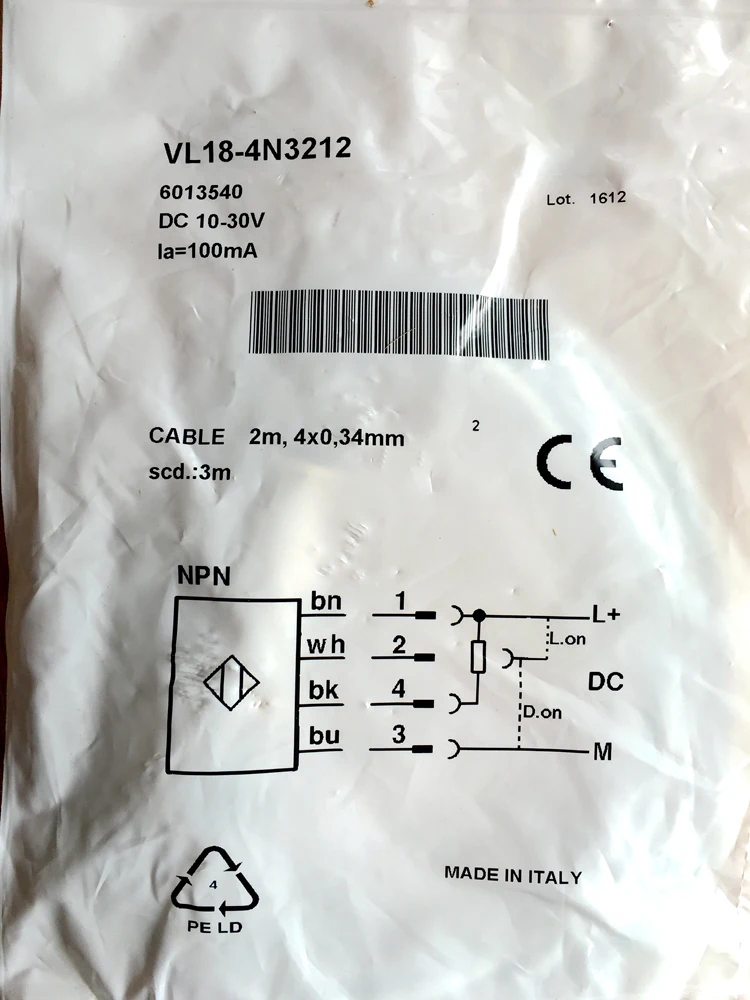 VL18-4N3212
6013540
DC 10-30V
Ia=100mA
Lot. 1612
CABLE 2m, 4x0,34mm 2
scd.:3m
CE
NPN
bn 1 L+
wh 2 L.on
bk 4 DC
D.on
bu 3 M
4
PE LD
MADE IN ITALY